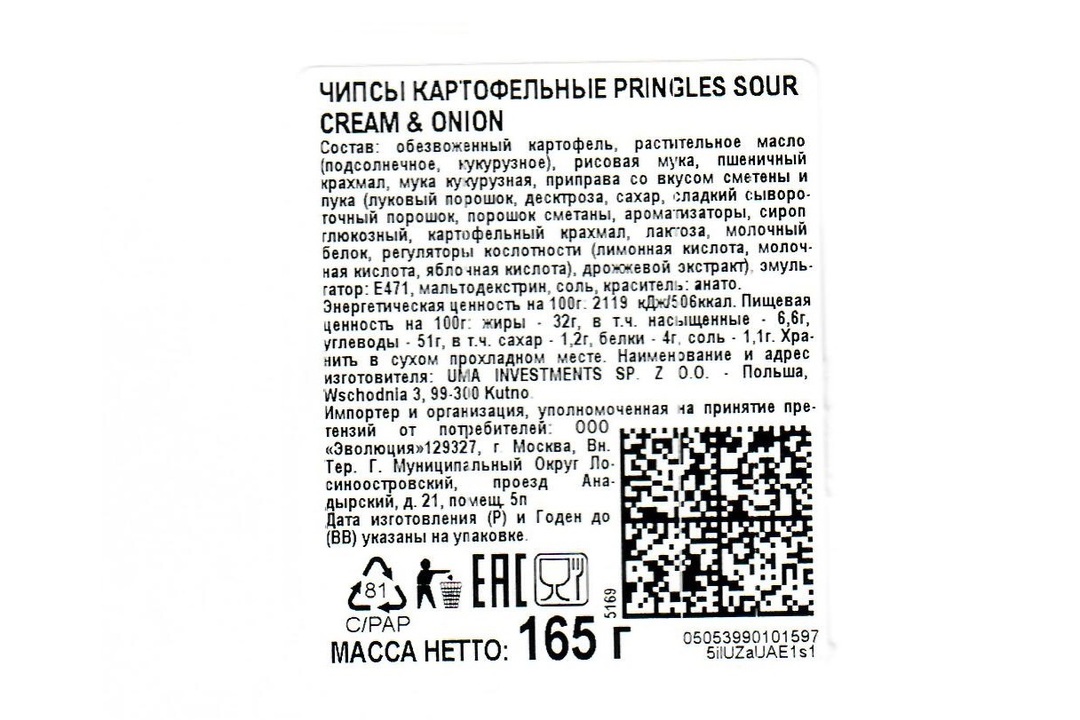 ЧИПСЫ КАРТОФЕЛЬНЫЕ PRINGLES SOUR
CREAM & ONION
Состав: обезвоженный картофель, растительное масло
(подсолнечное, кукурузное), рисовая мука, пшеничный
крахмал, мука кукурузная, приправа со вкусом сметены и
лука (луковый порошок, десктроза, сахар, сладкий сыворо-
точный порошок, порошок сметаны, ароматизаторы, сироп
глюкозный, картофельный крахмал, лактоза, молочный
белок, регуляторы кослотности (лимонная кислота, молоч-
ная кислота, яблочная кислота), дрожжевой экстракт), эмуль-
гатор: E471, мальтодекстрин, соль, краситель: анато.
Энергетическая ценность на 100г: 2119 кДж/506ккал. Пищевая
ценность на 100г: жиры - 32г, в т.ч. насыщенные - 6,6г,
углеводы - 51г, в т.ч. сахар - 1,2г, белки - 4г, соль - 1,1г. Хра-
нить в сухом прохладном месте. Наименование и адрес
изготовителя: UMA INVESTMENTS SP. Z O.O. - Польша,
Wschodnia 3, 99-300 Kutno.
Импортер и организация, уполномоченная на принятие пре-
тензий от потребителей: ООО
«Эволюция»129327, г. Москва, Вн.
Тер. Г. Муниципальный Округ Ло-
синоостровский, проезд Ана-
дырский, д. 21, помещ. 5п
Дата изготовления (P) и Годен до
(BB) указаны на упаковке.
81
C/PAP
EAC
5169
МАССА НЕТТО: 165 г
05053990101597
5iIUZaUAE1s1